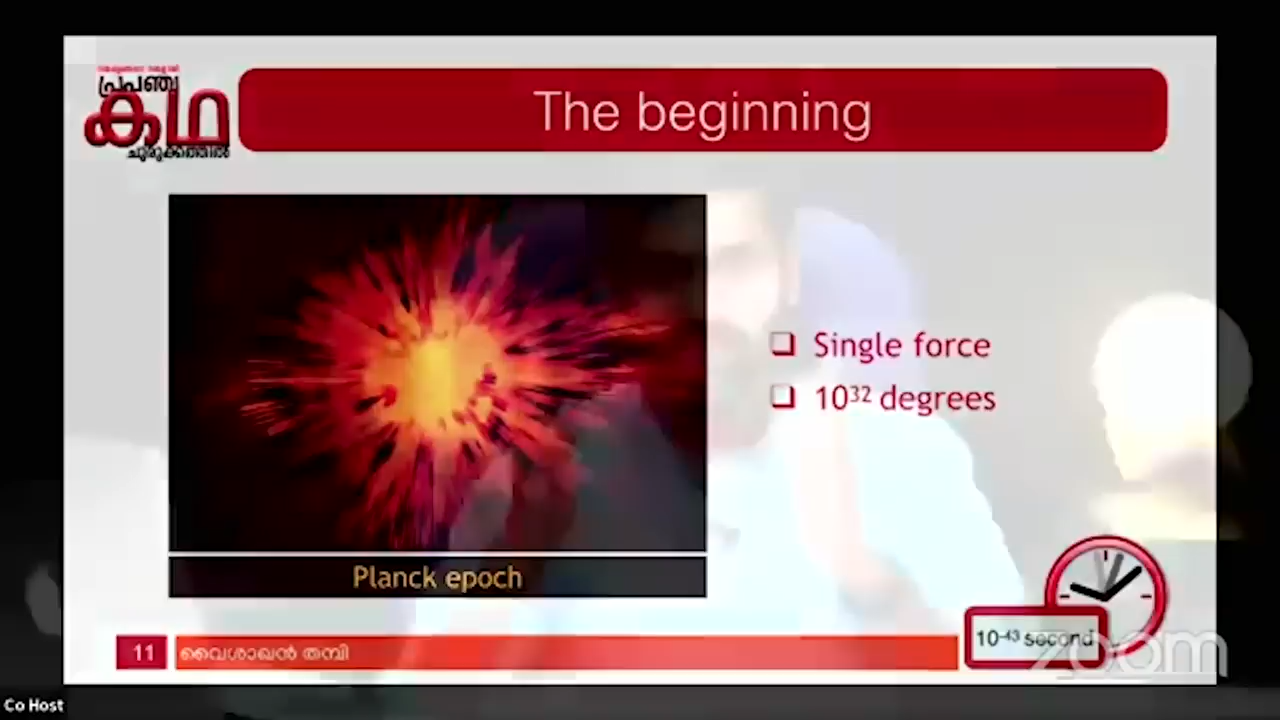 പ്രപഞ്ച
കഥ
ചുരുക്കത്തിൽ
The beginning
❑ Single force
❑ 10³² degrees
Planck epoch
10⁻⁴³ second
11
വൈശാഖൻ തമ്പി
zoom
Co Host